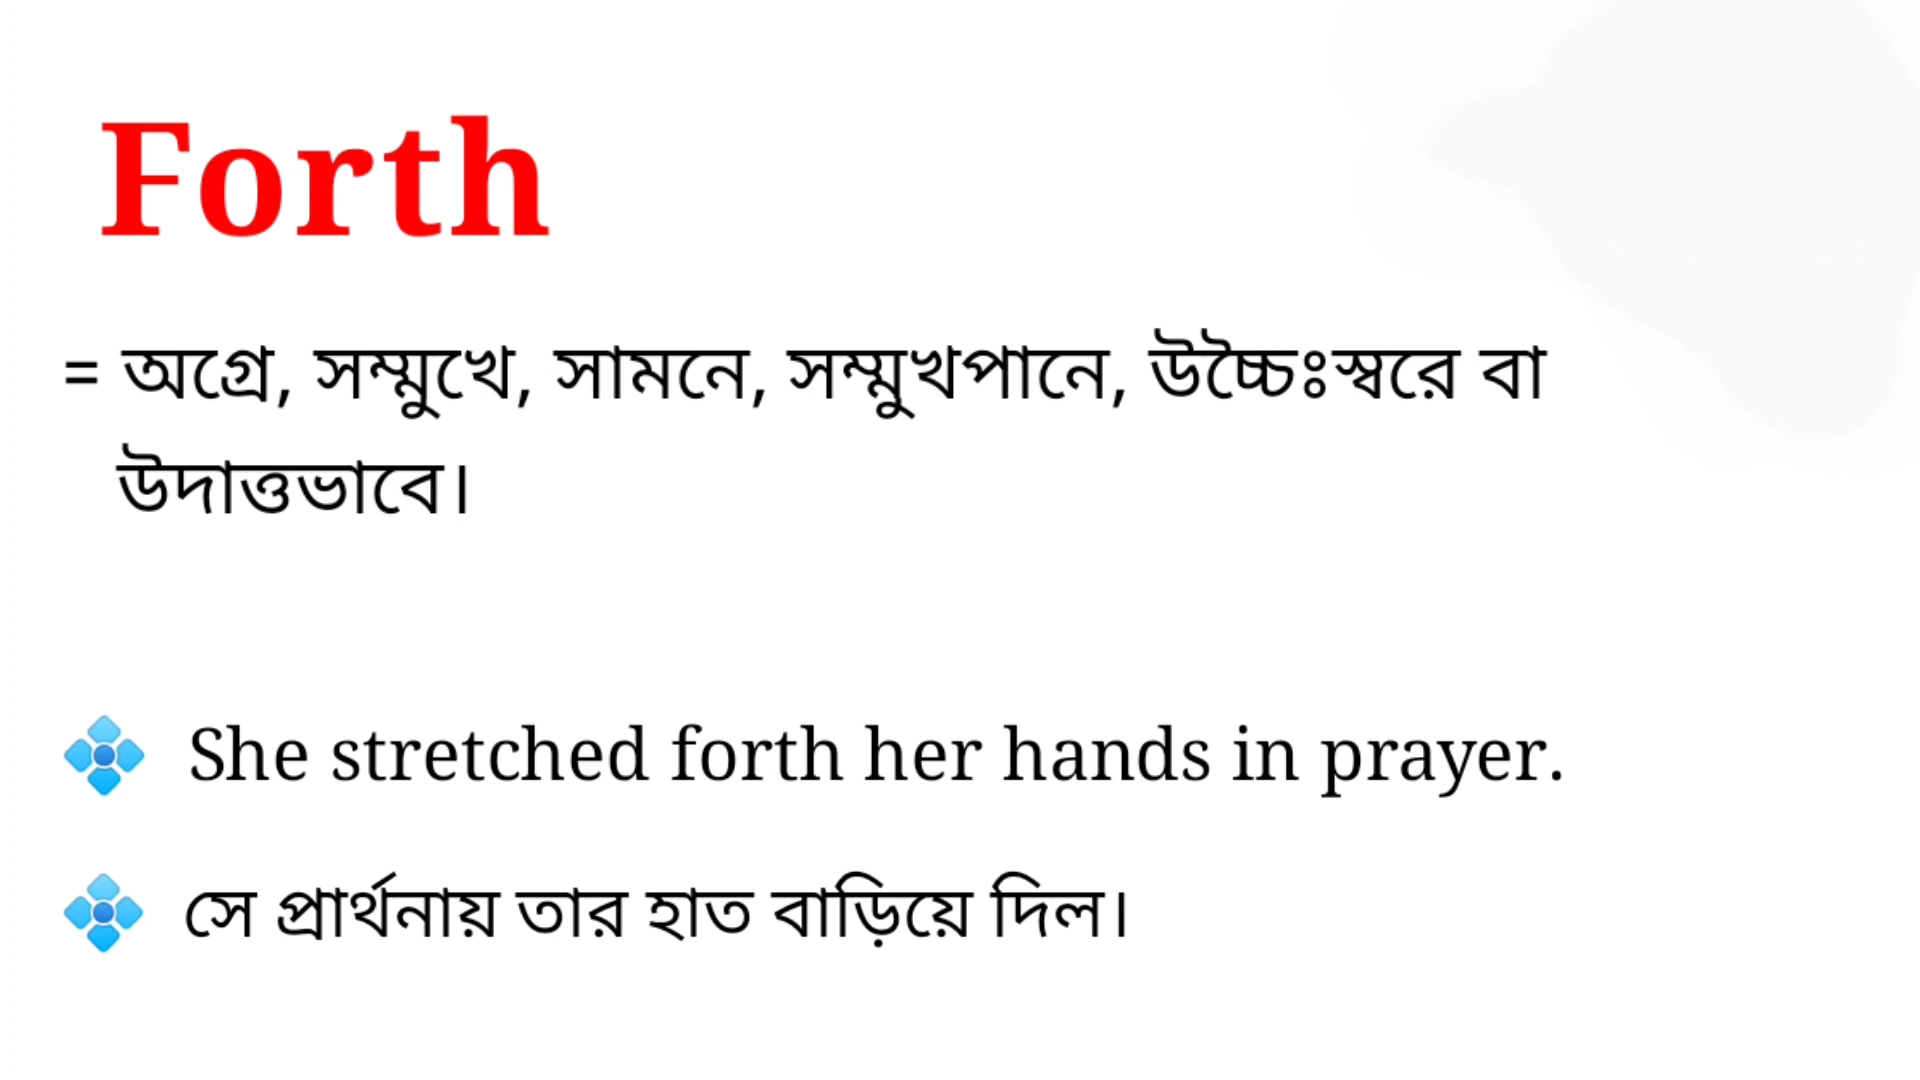 Forth
= অগ্রে, সম্মুখে, সামনে, সম্মুখপানে, উচ্চৈঃস্বরে বা
উদাত্তভাবে।
💠 She stretched forth her hands in prayer.
💠 সে প্রার্থনায় তার হাত বাড়িয়ে দিল।